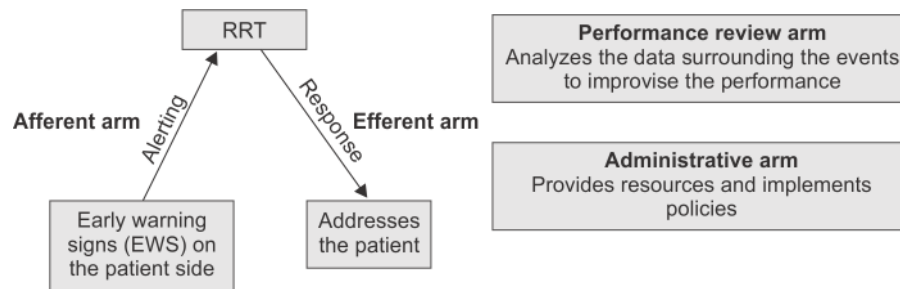 RRT
Afferent arm
Alerting
Response
Efferent arm
Early warning
signs (EWS) on
the patient side
Addresses
the patient
Performance review arm
Analyzes the data surrounding the events
to improvise the performance
Administrative arm
Provides resources and implements
policies